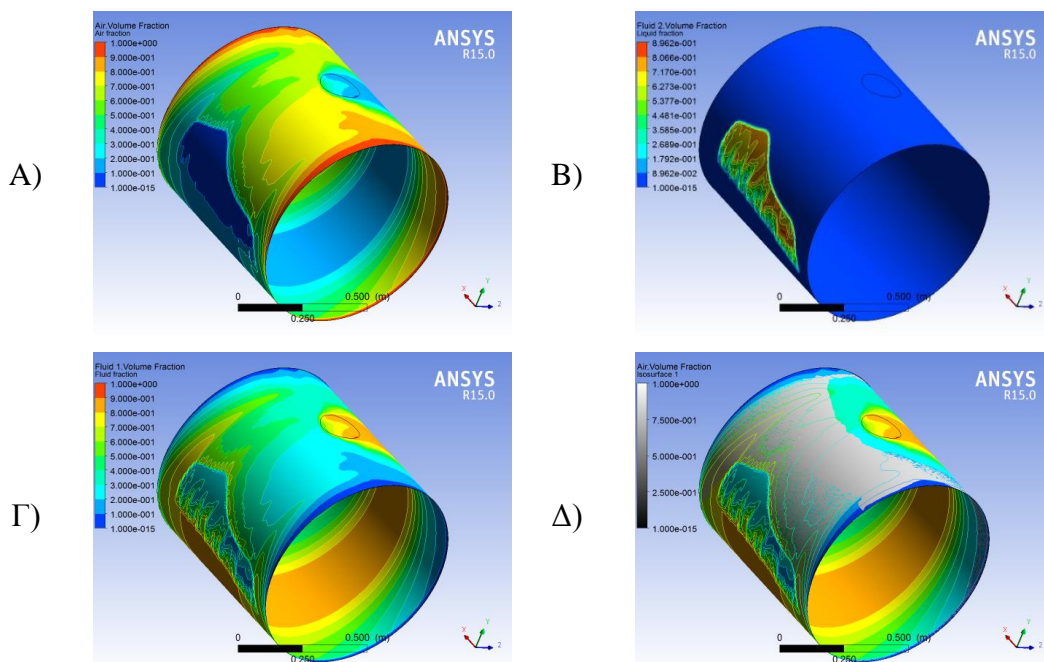 Α)
Air.Volume Fraction
Air fraction
1.000e+000
9.000e-001
8.000e-001
7.000e-001
6.000e-001
5.000e-001
4.000e-001
3.000e-001
2.000e-001
1.000e-001
1.000e-015
ANSYS
R15.0
0
0.500 (m)
0.250
X
Y
Z
Β)
Fluid 2.Volume Fraction
Liquid fraction
8.962e-001
8.066e-001
7.170e-001
6.273e-001
5.377e-001
4.481e-001
3.585e-001
2.689e-001
1.792e-001
8.962e-002
1.000e-015
ANSYS
R15.0
0
0.500 (m)
0.250
X
Y
Z
Γ)
Fluid 1.Volume Fraction
Fluid fraction
1.000e+000
9.000e-001
8.000e-001
7.000e-001
6.000e-001
5.000e-001
4.000e-001
3.000e-001
2.000e-001
1.000e-001
1.000e-015
ANSYS
R15.0
0
0.500 (m)
0.250
X
Y
Z
Δ)
Air.Volume Fraction
Isosurface 1
1.000e+000
7.500e-001
5.000e-001
2.500e-001
1.000e-015
ANSYS
R15.0
0
0.500 (m)
0.250
X
Y
Z